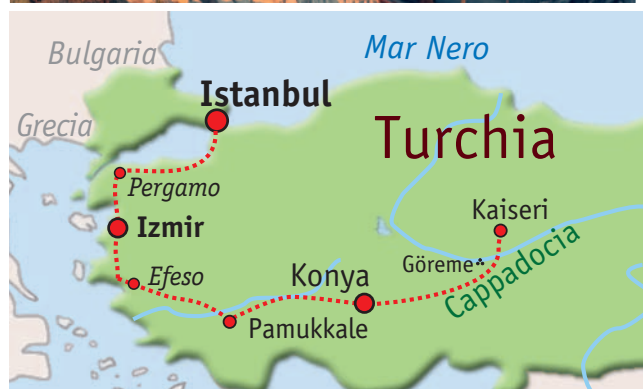 Bulgaria
Mar Nero
Istanbul
Grecia
Turchia
Pergamo
Kaiseri
Izmir
Göreme
Cappadocia
Efeso
Konya
Pamukkale